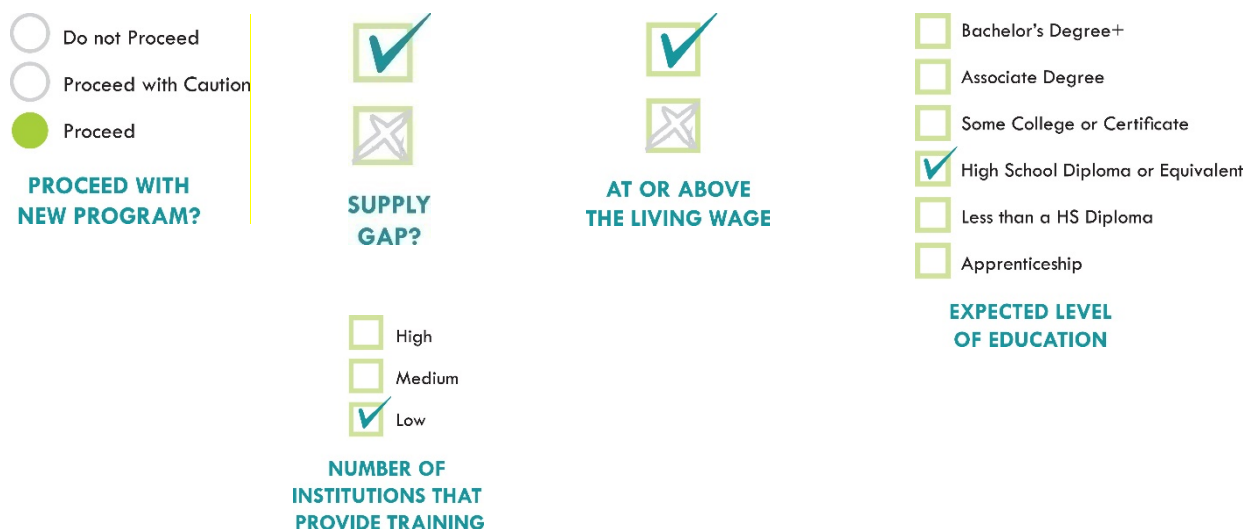 Do not Proceed
Proceed with Caution
Proceed
PROCEED WITH
NEW PROGRAM?
SUPPLY
GAP?
AT OR ABOVE
THE LIVING WAGE
Bachelor's Degree+
Associate Degree
Some College or Certificate
High School Diploma or Equivalent
Less than a HS Diploma
Apprenticeship
EXPECTED LEVEL
OF EDUCATION
High
Medium
Low
NUMBER OF
INSTITUTIONS THAT
PROVIDE TRAINING